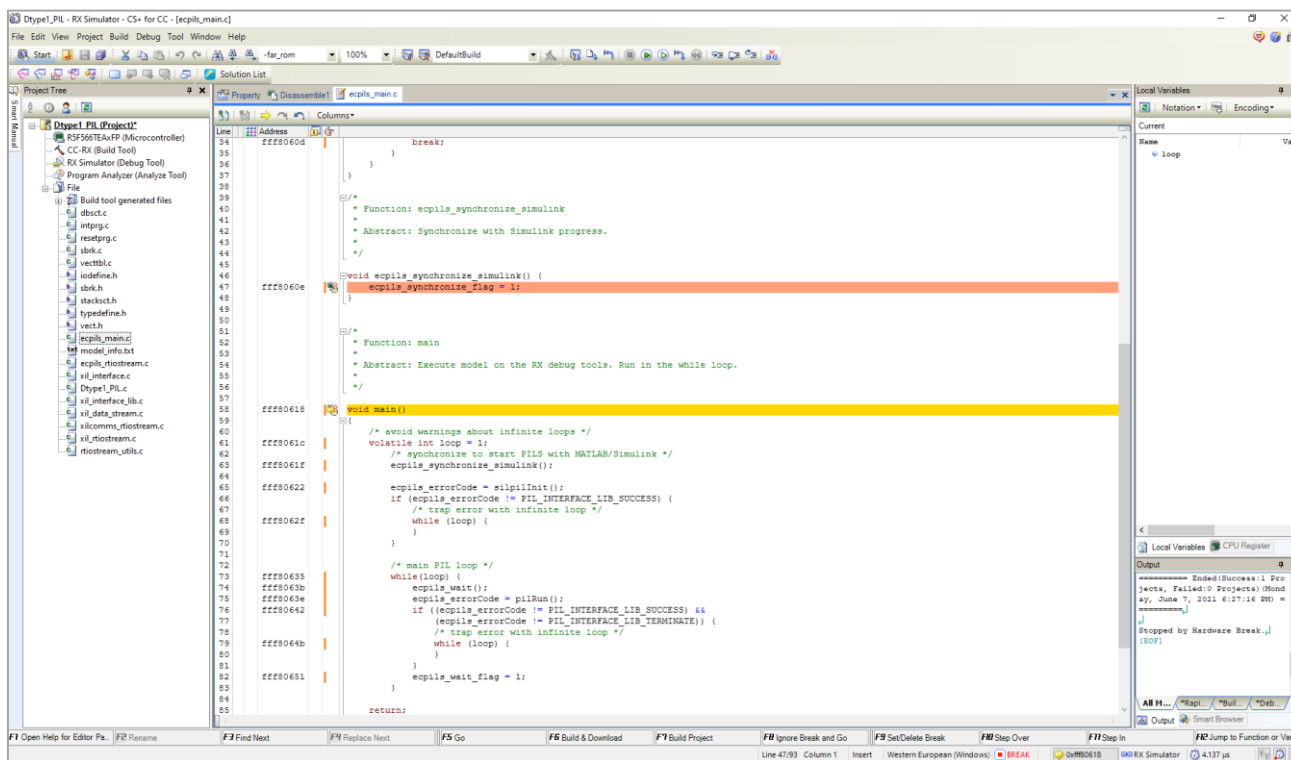 Dtype1_PIL - RX Simulator - CS+ for CC - [ecpils_main.c]
File Edit View Project Build Debug Tool Window Help
Start -far_rom 100% DefaultBuild
Solution List
Project Tree
Smart Manual
Dtype1_PIL (Project)*
R5F566TEAxFP (Microcontroller)
CC-RX (Build Tool)
RX Simulator (Debug Tool)
Program Analyzer (Analyze Tool)
File
Build tool generated files
dbsct.c
intprg.c
resetprg.c
sbrk.c
vecttbl.c
iodefine.h
sbrk.h
stacksct.h
typedefine.h
vect.h
ecpils_main.c
model_info.txt
ecpils_rtiostream.c
xil_interface.c
Dtype1_PIL.c
xil_interface_lib.c
xil_data_stream.c
xilcomms_rtiostream.c
xil_rtiostream.c
rtiostream_utils.c
Property Disassemble1 ecpils_main.c
Columns
Line Address
34 fff8060d break;
35 }
36 }
37 }
38
39 /*
40 * Function: ecpils_synchronize_simulink
41 *
42 * Abstract: Synchronize with Simulink progress.
43 *
44 */
45
46 void ecpils_synchronize_simulink() {
47 fff8060e ecpils_synchronize_flag = 1;
48 }
49
50
51 /*
52 * Function: main
53 *
54 * Abstract: Execute model on the RX debug tools. Run in the while loop.
55 *
56 */
57
58 fff80618 void main()
59 {
60 /* avoid warnings about infinite loops */
61 fff8061c volatile int loop = 1;
62 /* synchronize to start PILS with MATLAB/Simulink */
63 fff8061f ecpils_synchronize_simulink();
64
65 fff80622 ecpils_errorCode = silpilInit();
66 if (ecpils_errorCode != PIL_INTERFACE_LIB_SUCCESS) {
67 /* trap error with infinite loop */
68 fff8062f while (loop) {
69 }
70 }
71
72 /* main PIL loop */
73 fff80635 while(loop) {
74 fff8063b ecpils_wait();
75 fff8063e ecpils_errorCode = pilRun();
76 fff80642 if ((ecpils_errorCode != PIL_INTERFACE_LIB_SUCCESS) &&
77 (ecpils_errorCode != PIL_INTERFACE_LIB_TERMINATE)) {
78 /* trap error with infinite loop */
79 fff8064b while (loop) {
80 }
81 }
82 fff80651 ecpils_wait_flag = 1;
83 }
84
85 return;
Local Variables
Notation Encoding
Current
Name Va
loop
Local Variables CPU Register
Output
========== Ended(Success:1 Pro
jects, Failed:0 Projects)(Mond
ay, June 7, 2021 6:27:16 PM) =
=========
Stopped by Hardware Break.
[EOF]
All M... *Rapi... *Buil... *Deb...
Output Smart Browser
F1 Open Help for Editor Pa.. F2 Rename F3 Find Next F4 Replace Next F5 Go F6 Build & Download F7 Build Project F8 Ignore Break and Go F9 Set/Delete Break F10 Step Over F11 Step In F12 Jump to Function or Va
Line 47/93 Column 1 Insert Western European (Windows) BREAK 0xfff80618 RX Simulator 4.137 µs